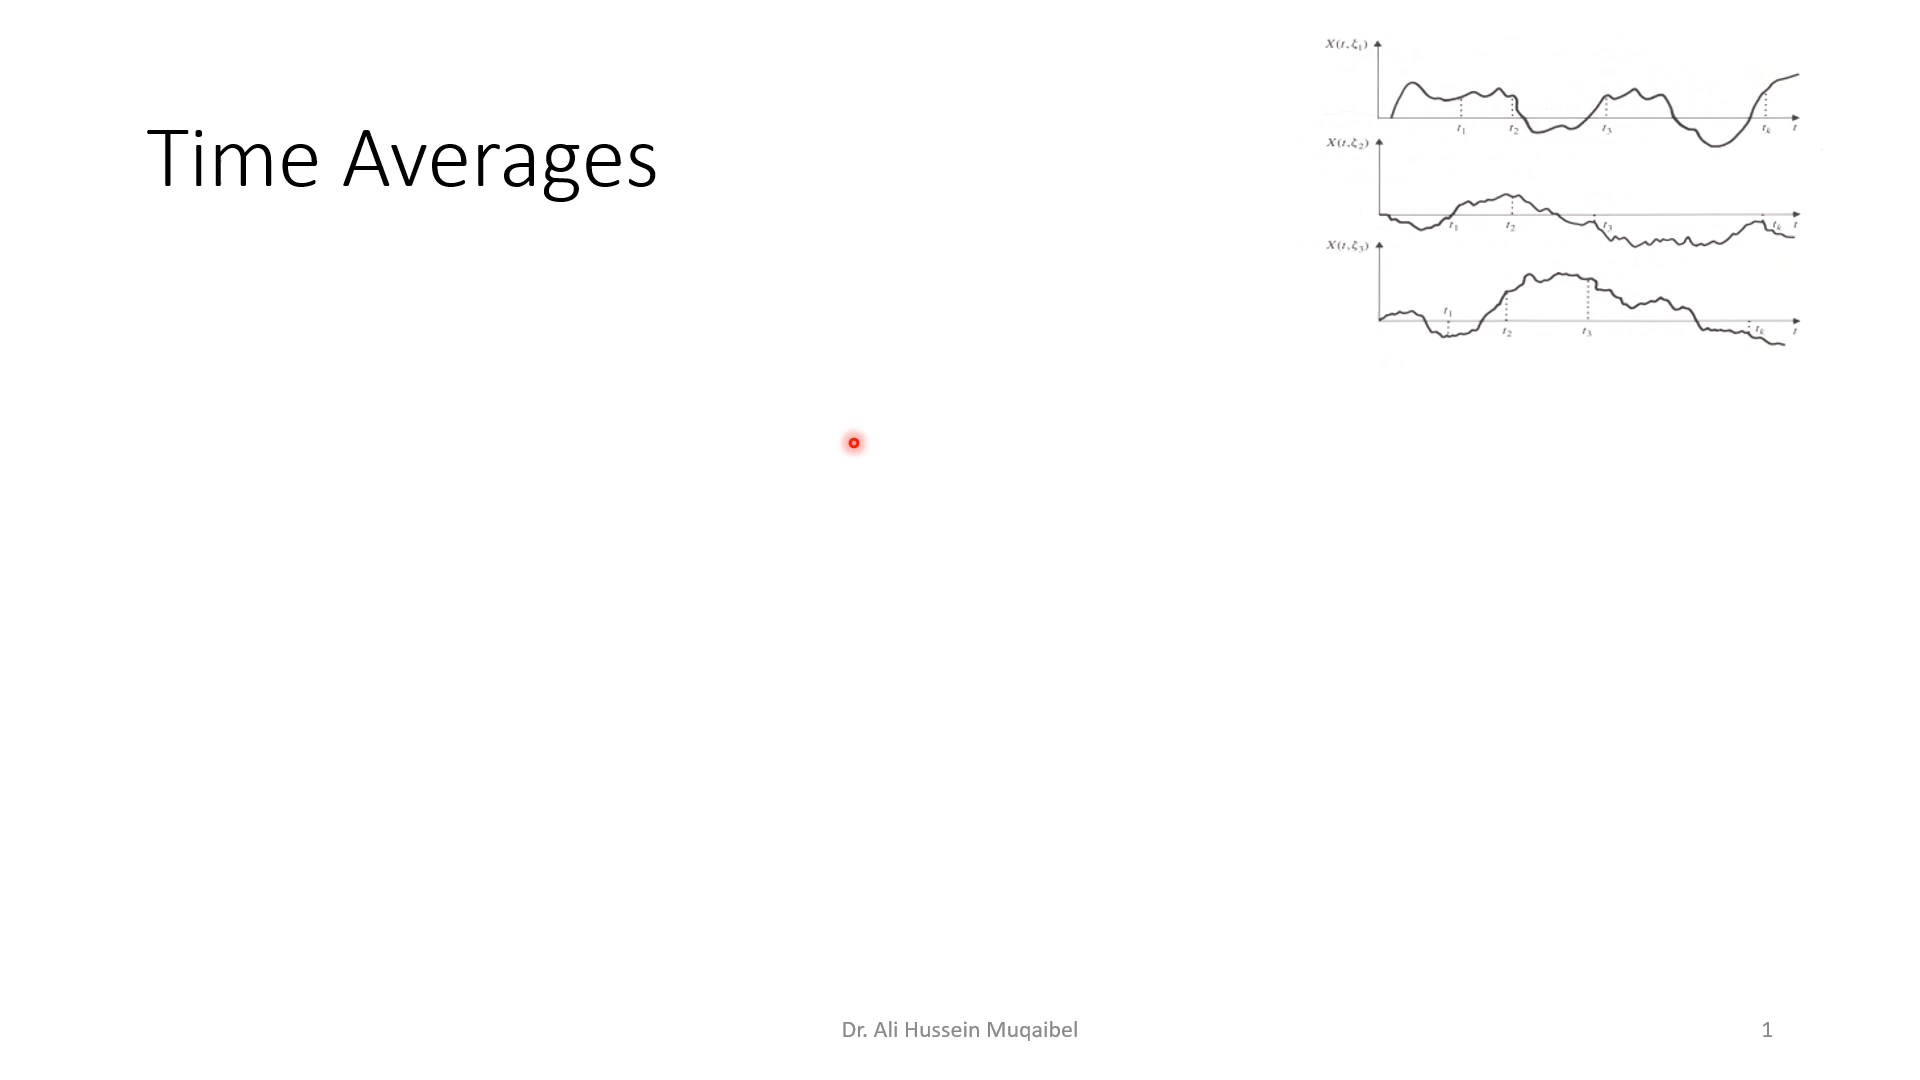 Time Averages
X(t,ξ₁)
t₁ t₂ t₃ tₖ t
X(t,ξ₂)
t₁ t₂ t₃ tₖ t
X(t,ξ₃)
t₁
t₂ t₃ tₖ t
Dr. Ali Hussein Muqaibel
1